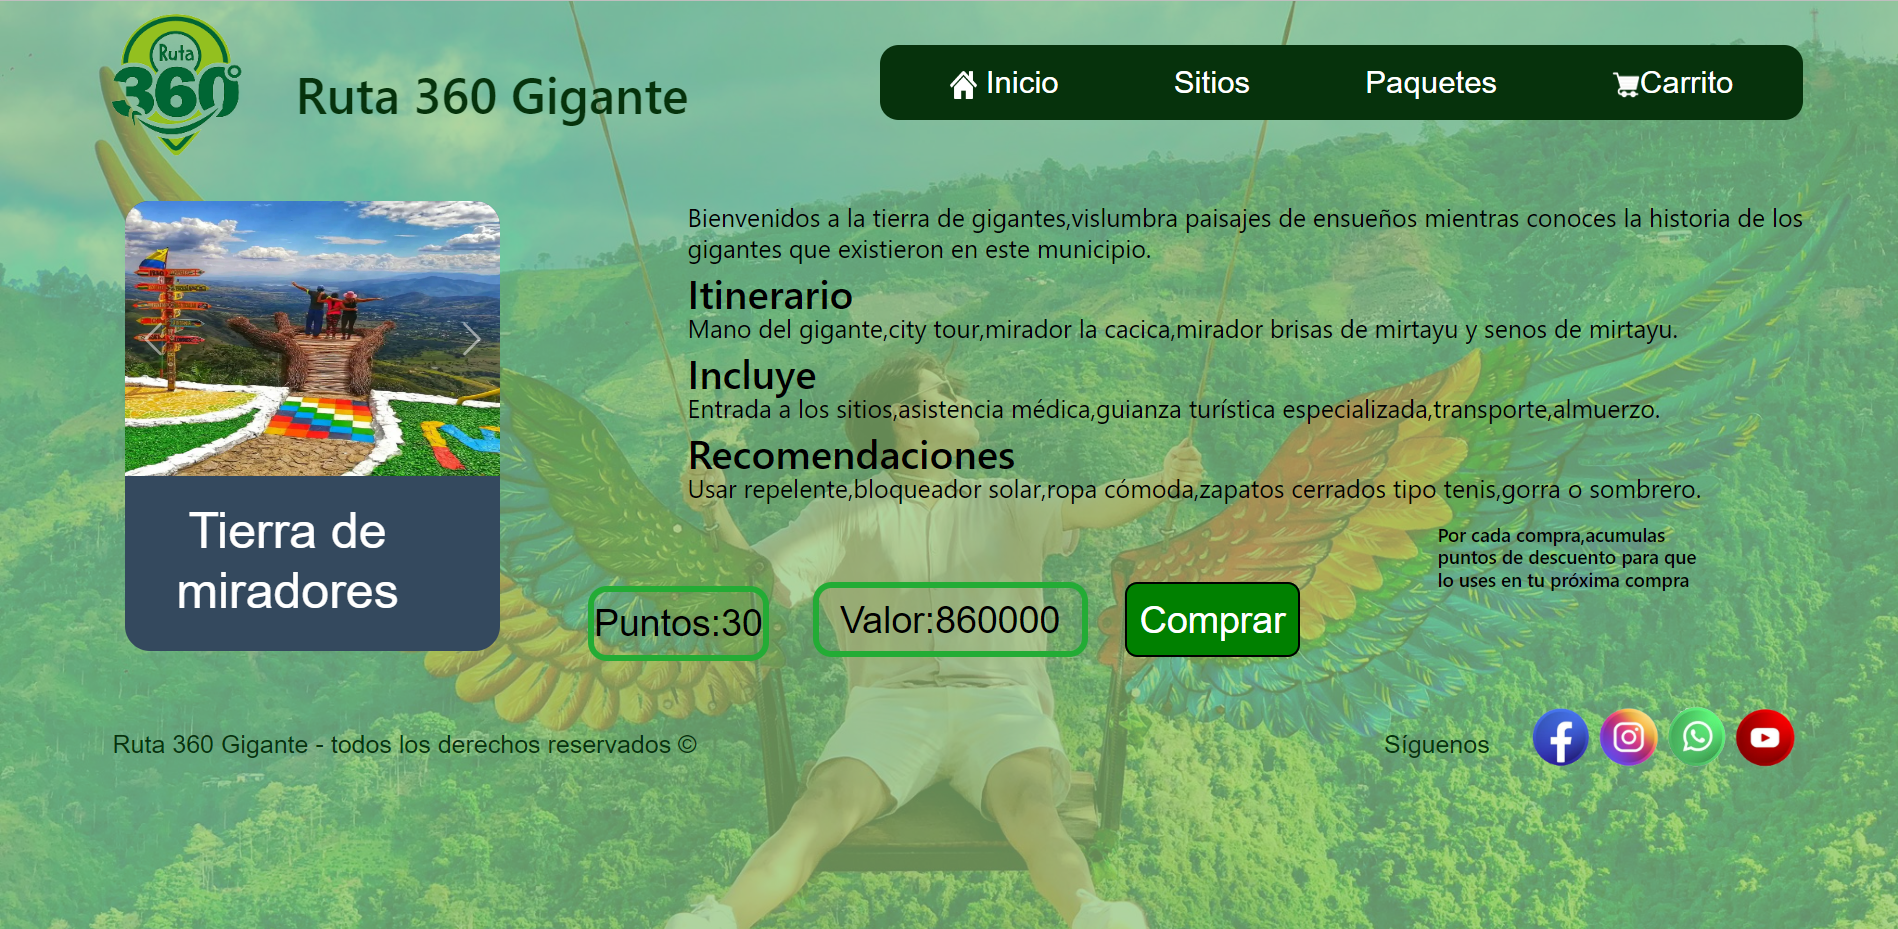 Ruta
360°
Ruta 360 Gigante
Inicio
Sitios
Paquetes
Carrito
Bienvenidos a la tierra de gigantes,vislumbra paisajes de ensueños mientras conoces la historia de los
gigantes que existieron en este municipio.
Itinerario
Mano del gigante,city tour,mirador la cacica,mirador brisas de mirtayu y senos de mirtayu.
Incluye
Entrada a los sitios,asistencia médica,guianza turística especializada,transporte,almuerzo.
Recomendaciones
Usar repelente,bloqueador solar,ropa cómoda,zapatos cerrados tipo tenis,gorra o sombrero.
Tierra de
miradores
Por cada compra,acumulas
puntos de descuento para que
lo uses en tu próxima compra
Puntos:30
Valor:860000
Comprar
Ruta 360 Gigante - todos los derechos reservados ©
Síguenos